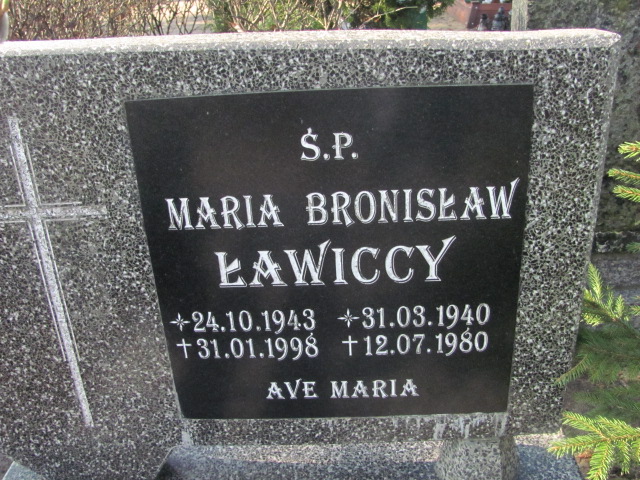 Ś.P.
MARIA BRONISŁAW
ŁAWICCY
*24.10.1943 *31.03.1940
†31.01.1998 †12.07.1980
AVE MARIA